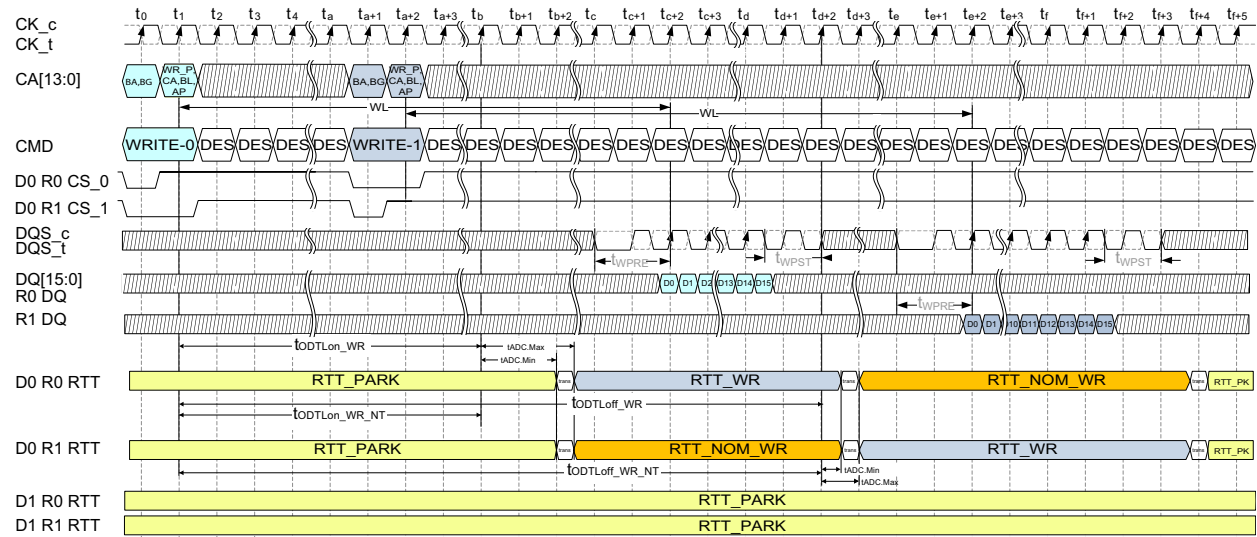 t0 t1 t2 t3 t4 ta ta+1 ta+2 ta+3 tb tb+1 tb+2 tc tc+1 tc+2 tc+3 td td+1 td+2 td+3 te te+1 te+2 te+3 tf tf+1 tf+2 tf+3 tf+4 tf+5
CK_c
CK_t
CA[13:0] BA,BG WR_P CA,BL, AP BA,BG WR_P CA,BL, AP
WL
WL
CMD WRITE-0 DES DES DES DES WRITE-1 DES DES DES DES DES DES DES DES DES DES DES DES DES DES DES DES DES DES DES DES DES DES
D0 R0 CS_0
D0 R1 CS_1
DQS_c
DQS_t
tWPRE tWPST tWPST
DQ[15:0]
R0 DQ D0 D1 D2 D13 D14 D15
tWPRE
R1 DQ D0 D1 D10 D11 D12 D13 D14 D15
tODTLon_WR tADC.Max
tADC.Min
D0 R0 RTT RTT_PARK trans RTT_WR trans RTT_NOM_WR trans RTT_PK
tODTLoff_WR
tODTLon_WR_NT
D0 R1 RTT RTT_PARK trans RTT_NOM_WR trans RTT_WR trans RTT_PK
tODTLoff_WR_NT tADC.Min
tADC.Max
D1 R0 RTT RTT_PARK
D1 R1 RTT RTT_PARK